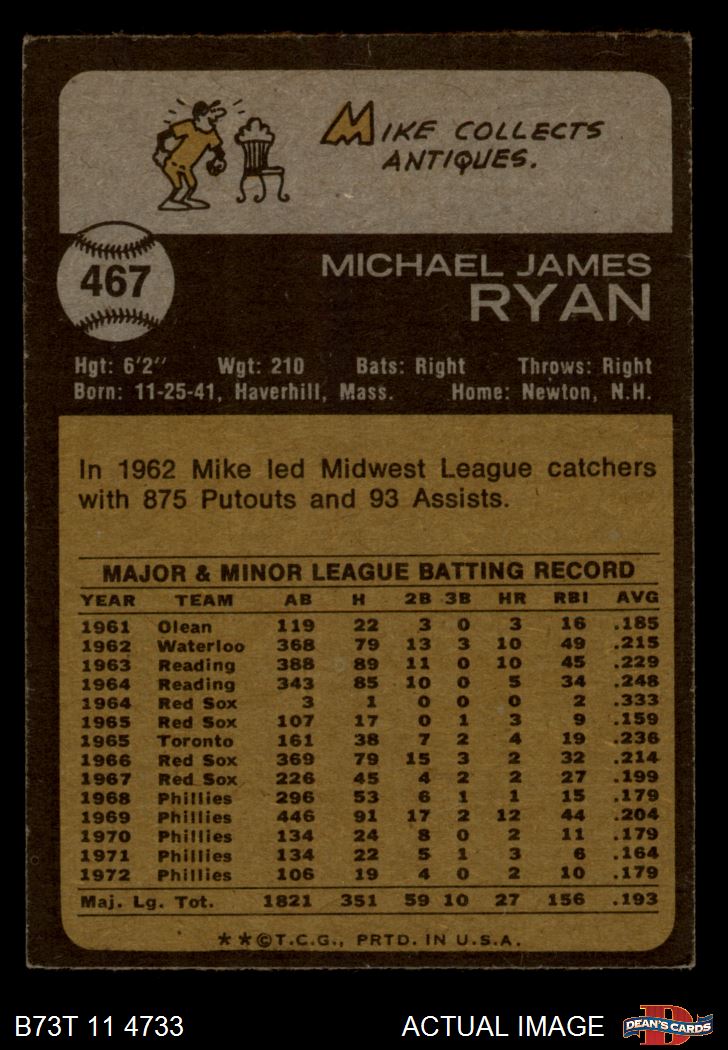 MIKE COLLECTS
ANTIQUES.
467
MICHAEL JAMES
RYAN
Hgt: 6'2" Wgt: 210 Bats: Right Throws: Right
Born: 11-25-41, Haverhill, Mass. Home: Newton, N.H.
In 1962 Mike led Midwest League catchers
with 875 Putouts and 93 Assists.
MAJOR & MINOR LEAGUE BATTING RECORD
YEAR TEAM AB H 2B 3B HR RBI AVG
1961 Olean 119 22 3 0 3 16 .185
1962 Waterloo 368 79 13 3 10 49 .215
1963 Reading 388 89 11 0 10 45 .229
1964 Reading 343 85 10 0 5 34 .248
1964 Red Sox 3 1 0 0 0 2 .333
1965 Red Sox 107 17 0 1 3 9 .159
1965 Toronto 161 38 7 2 4 19 .236
1966 Red Sox 369 79 15 3 2 32 .214
1967 Red Sox 226 45 4 2 2 27 .199
1968 Phillies 296 53 6 1 1 15 .179
1969 Phillies 446 91 17 2 12 44 .204
1970 Phillies 134 24 8 0 2 11 .179
1971 Phillies 134 22 5 1 3 6 .164
1972 Phillies 106 19 4 0 2 10 .179
Maj. Lg. Tot. 1821 351 59 10 27 156 .193
**©T.C.G., PRTD. IN U.S.A.
B73T 11 4733 ACTUAL IMAGE D DEAN'S CARDS